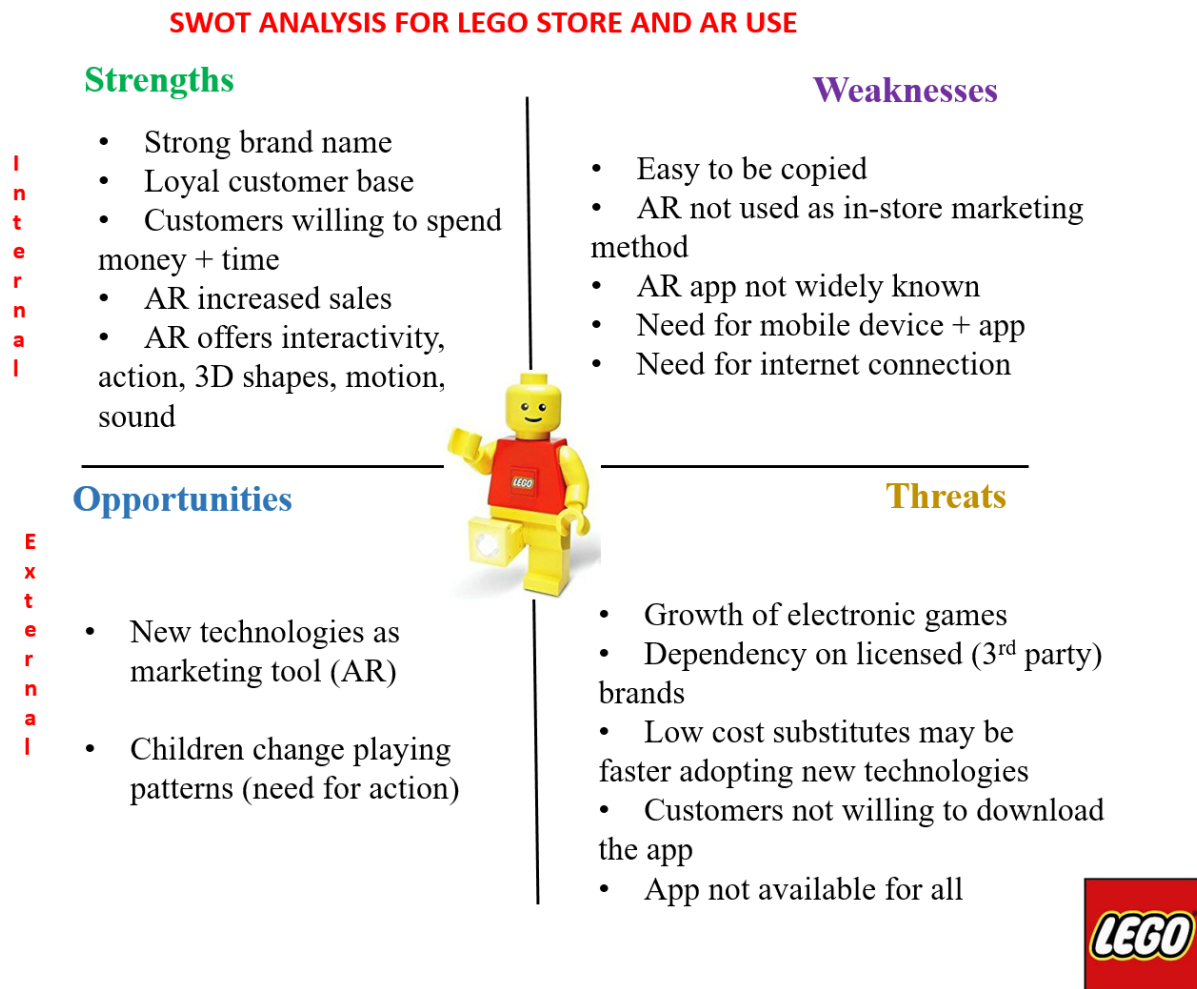 SWOT ANALYSIS FOR LEGO STORE AND AR USE
Internal
Strengths
• Strong brand name
• Loyal customer base
• Customers willing to spend
money + time
• AR increased sales
• AR offers interactivity,
action, 3D shapes, motion,
sound
Weaknesses
• Easy to be copied
• AR not used as in-store marketing
method
• AR app not widely known
• Need for mobile device + app
• Need for internet connection
LEGO
External
Opportunities
• New technologies as
marketing tool (AR)
• Children change playing
patterns (need for action)
Threats
• Growth of electronic games
• Dependency on licensed (3rd party)
brands
• Low cost substitutes may be
faster adopting new technologies
• Customers not willing to download
the app
• App not available for all
LEGO